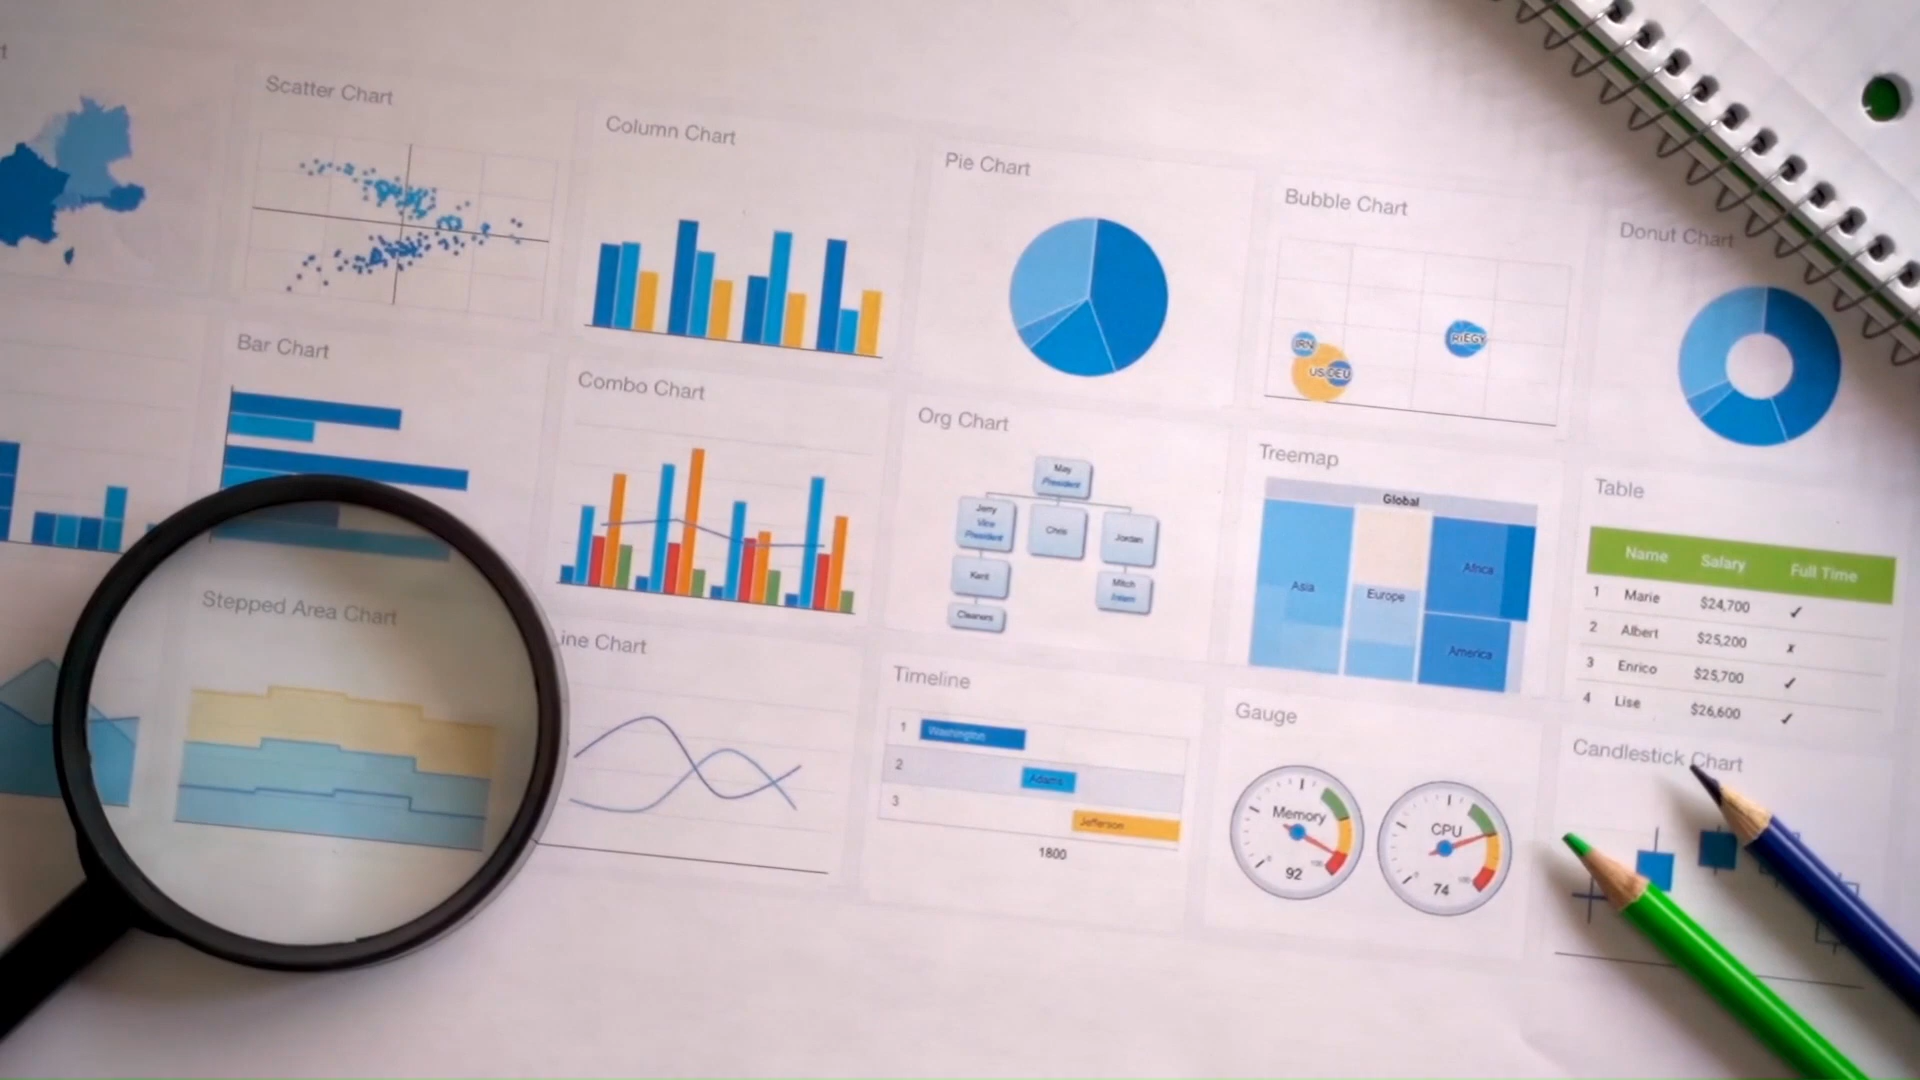 t
Scatter Chart
Column Chart
Pie Chart
Bubble Chart
Donut Chart
IRN
US
DEU
EGY
Bar Chart
Combo Chart
Org Chart
May
President
Jerry
Vice
President
Chris
Jordan
Kant
Mitch
Intern
Cleaners
Treemap
Global
Asia
Europe
Africa
America
Table
Name Salary Full Time
1 Marie $24,700 ✓
2 Albert $25,200 x
3 Enrico $25,700 ✓
4 Lise $26,600 ✓
Stepped Area Chart
ine Chart
Timeline
1 Washington
2 Adams
3 Jefferson
1800
Gauge
Memory
92
CPU
74
Candlestick Chart